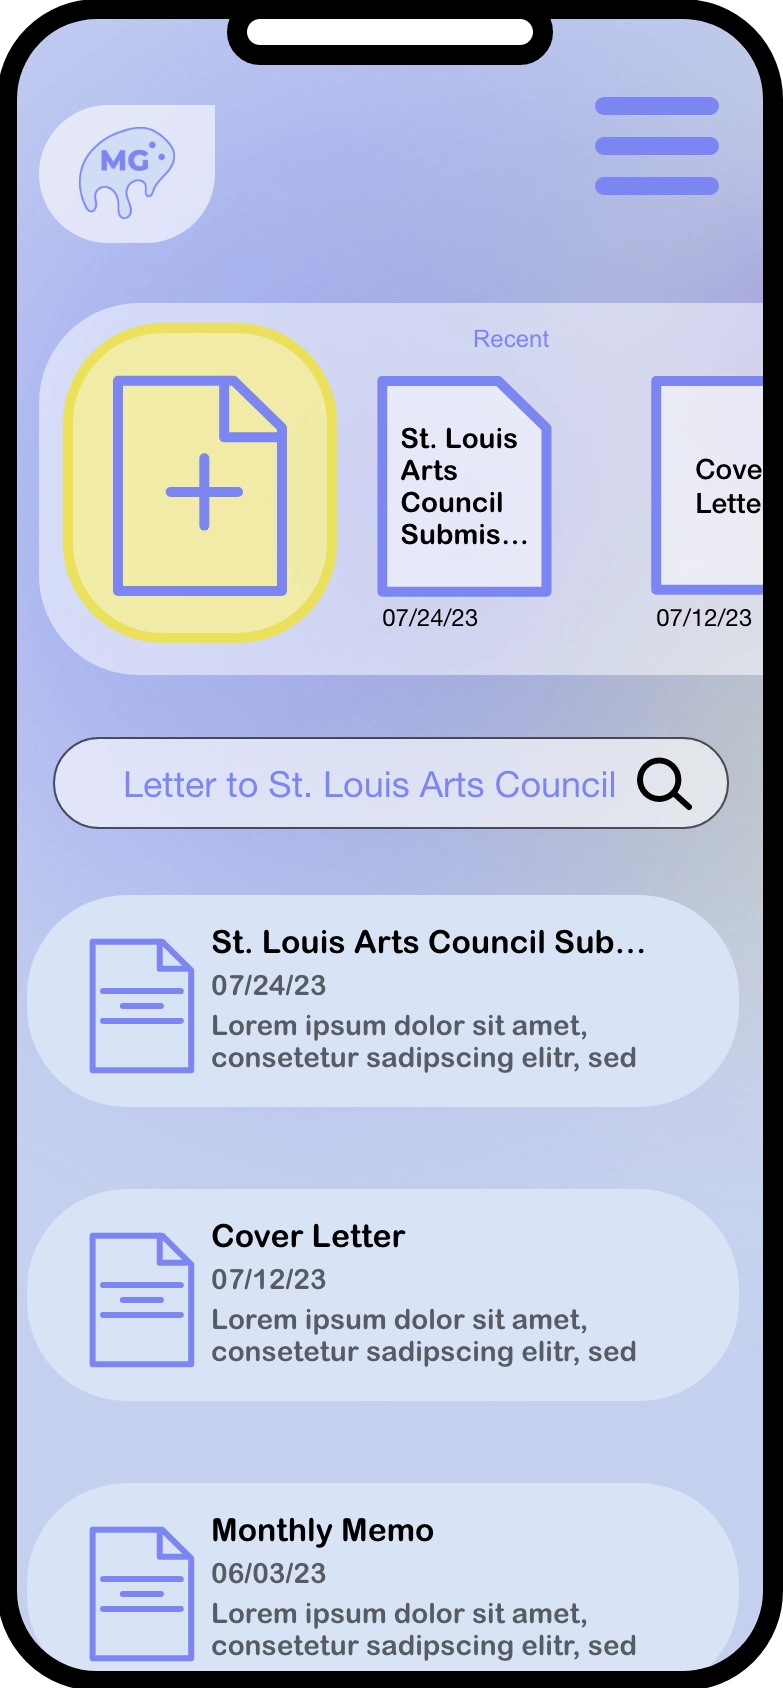 MG
Recent
St. Louis
Arts
Council
Submis...
07/24/23
Cove
Lette
07/12/23
Letter to St. Louis Arts Council
St. Louis Arts Council Sub...
07/24/23
Lorem ipsum dolor sit amet,
consetetur sadipscing elitr, sed
Cover Letter
07/12/23
Lorem ipsum dolor sit amet,
consetetur sadipscing elitr, sed
Monthly Memo
06/03/23
Lorem ipsum dolor sit amet,
consetetur sadipscing elitr, sed